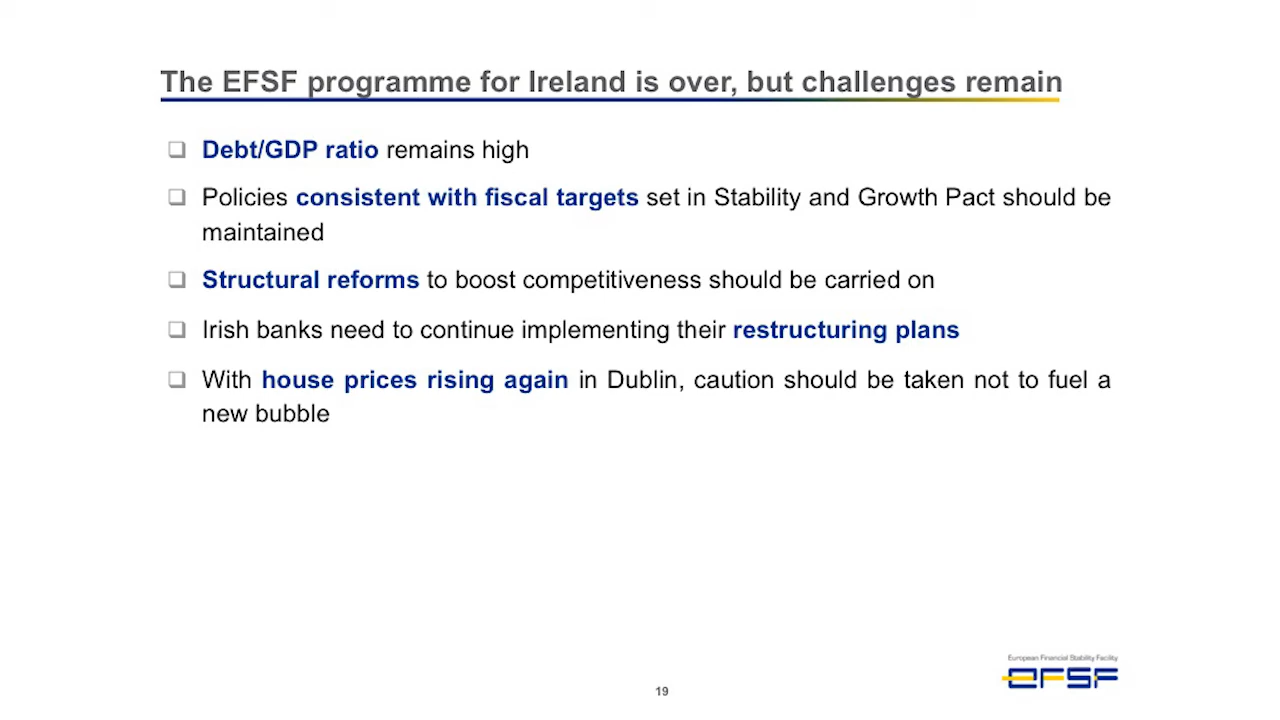 The EFSF programme for Ireland is over, but challenges remain
❑ Debt/GDP ratio remains high
❑ Policies consistent with fiscal targets set in Stability and Growth Pact should be
maintained
❑ Structural reforms to boost competitiveness should be carried on
❑ Irish banks need to continue implementing their restructuring plans
❑ With house prices rising again in Dublin, caution should be taken not to fuel a
new bubble
European Financial Stability Facility
EFSF
19